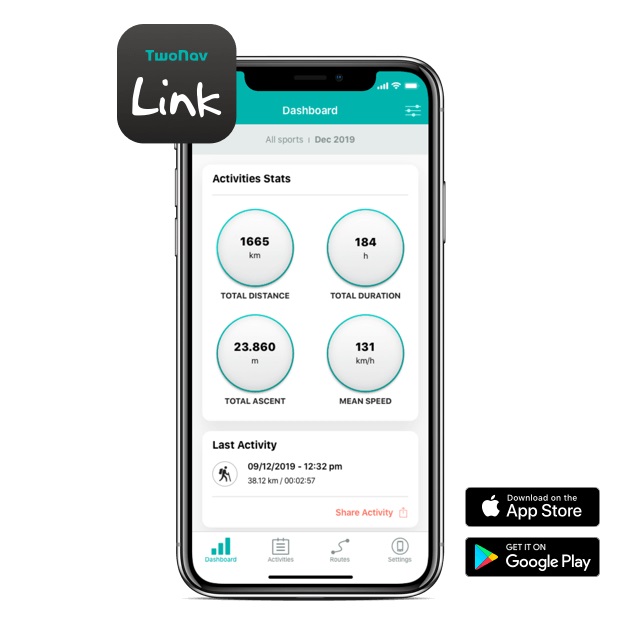 TwoNav
Link
Dashboard
All sports | Dec 2019
Activities Stats
1665
km
TOTAL DISTANCE
184
h
TOTAL DURATION
23.860
m
TOTAL ASCENT
131
km/h
MEAN SPEED
Last Activity
09/12/2019 - 12:32 pm
38.12 km / 00:02:57
Share Activity
Dashboard
Activities
Routes
Settings
Download on the
App Store
GET IT ON
Google Play